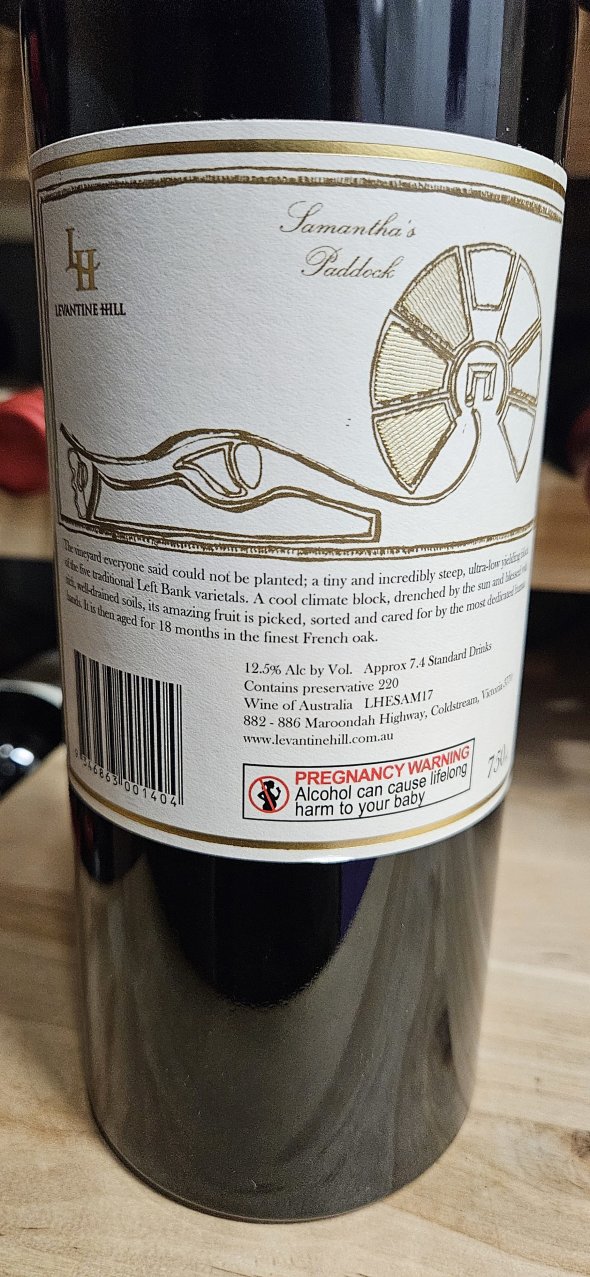 Samantha's
Paddock
LH
LEVANTINE HILL
The vineyard everyone said could not be planted; a tiny and incredibly steep, ultra-low yielding block
of the five traditional Left Bank varietals. A cool climate block, drenched by the sun and blessed with
rich, well-drained soils, its amazing fruit is picked, sorted and cared for by the most dedicated
hands. It is then aged for 18 months in the finest French oak.
12.5% Alc by Vol. Approx 7.4 Standard Drinks
Contains preservative 220
Wine of Australia LHESAM17
882 - 886 Maroondah Highway, Coldstream, Victoria
www.levantinehill.com.au
PREGNANCY WARNING
Alcohol can cause lifelong
harm to your baby
750
9 346863 001404